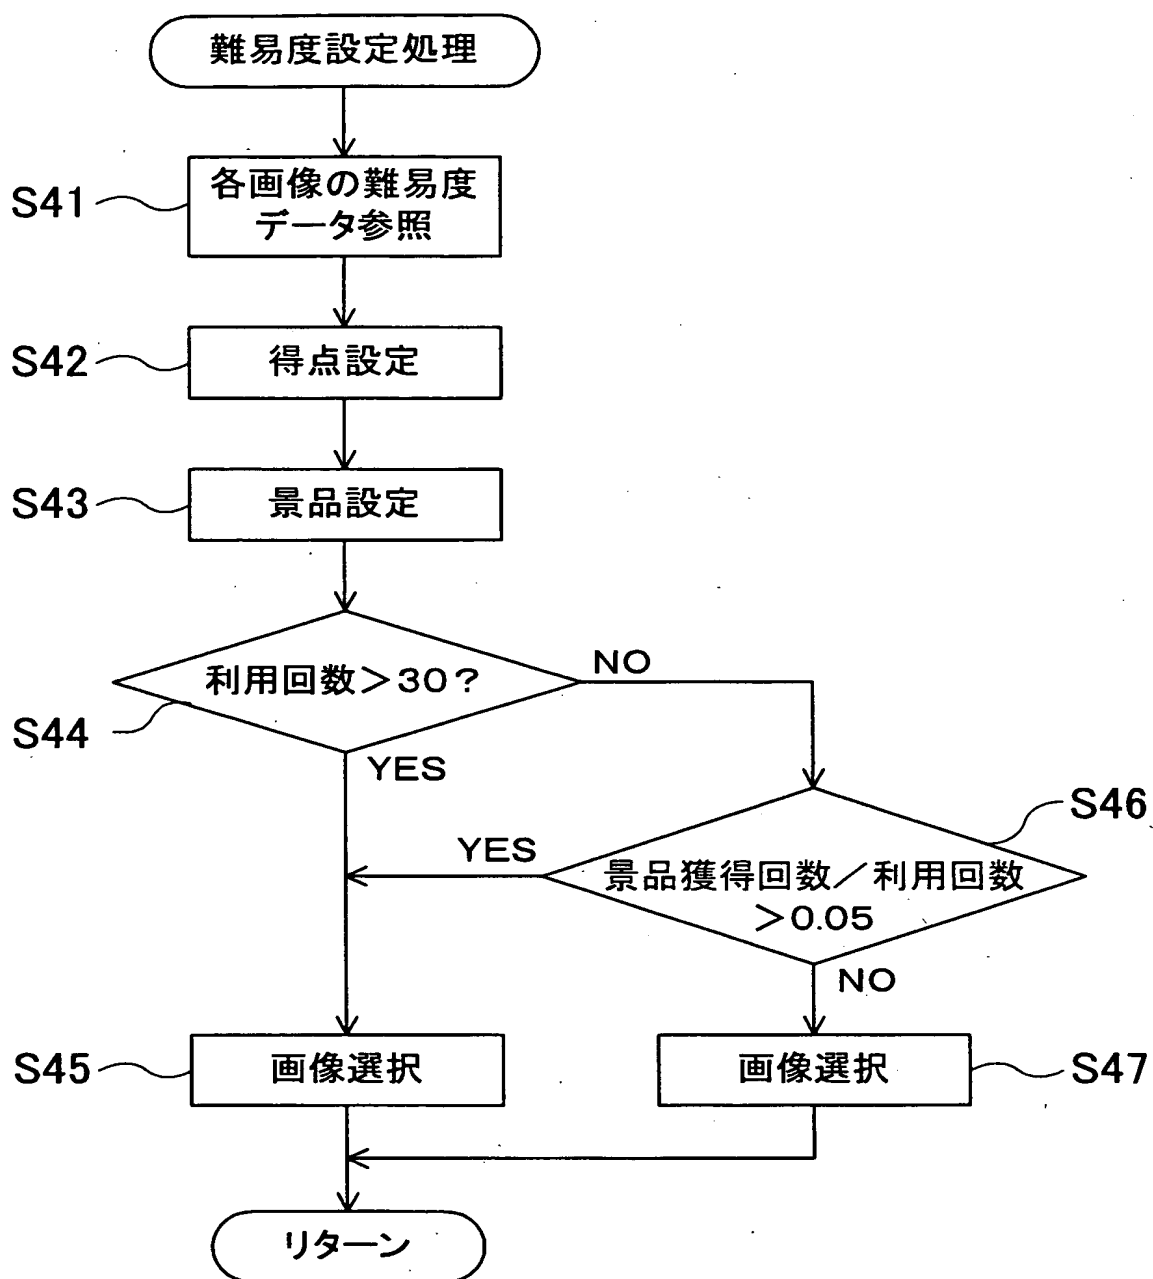 難易度設定処理
S41
各画像の難易度
データ参照
S42
得点設定
S43
景品設定
利用回数＞30？
NO
S44
YES
S46
YES
景品獲得回数／利用回数
＞0.05
NO
S45
画像選択
画像選択
S47
リターン